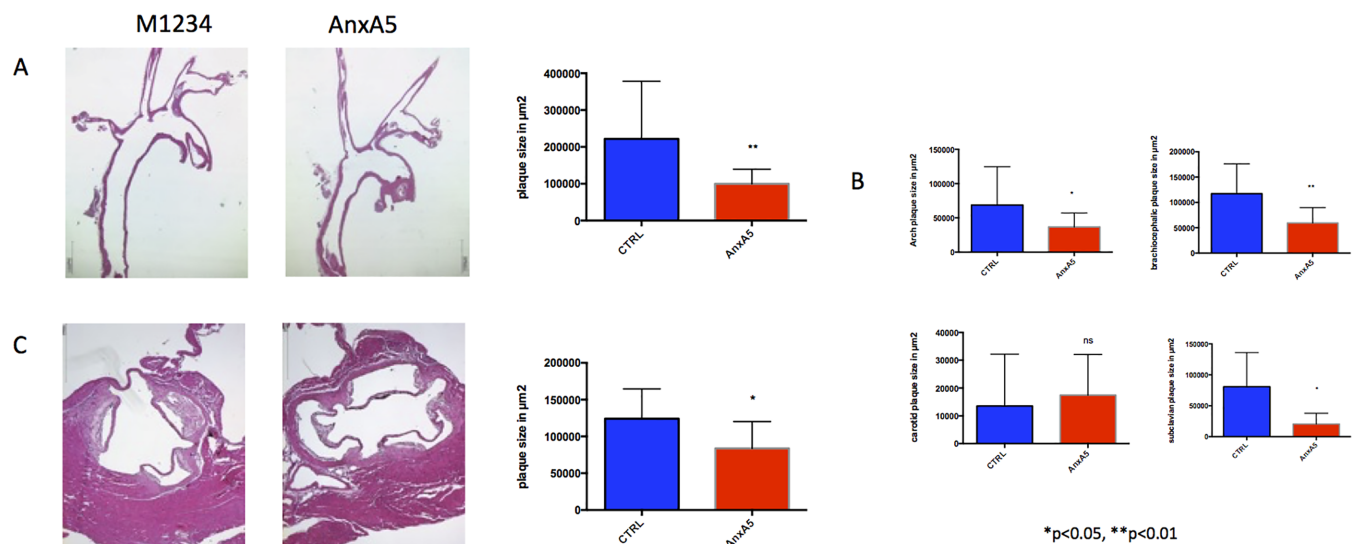 M1234 AnxA5
A
plaque size in µm2
400000
300000
200000
100000
0
**
CTRL
AnxA5
B
Arch plaque size in µm2
150000
100000
50000
0
*
CTRL
AnxA5
brachiocephalic plaque size in µm2
200000
150000
100000
50000
0
**
CTRL
AnxA5
C
plaque size in µm2
200000
150000
100000
50000
0
*
CTRL
AnxA5
carotid plaque size in µm2
40000
30000
20000
10000
0
ns
CTRL
AnxA5
subclavian plaque size in µm2
150000
100000
50000
0
*
CTRL
AnxA5
*p<0.05, **p<0.01